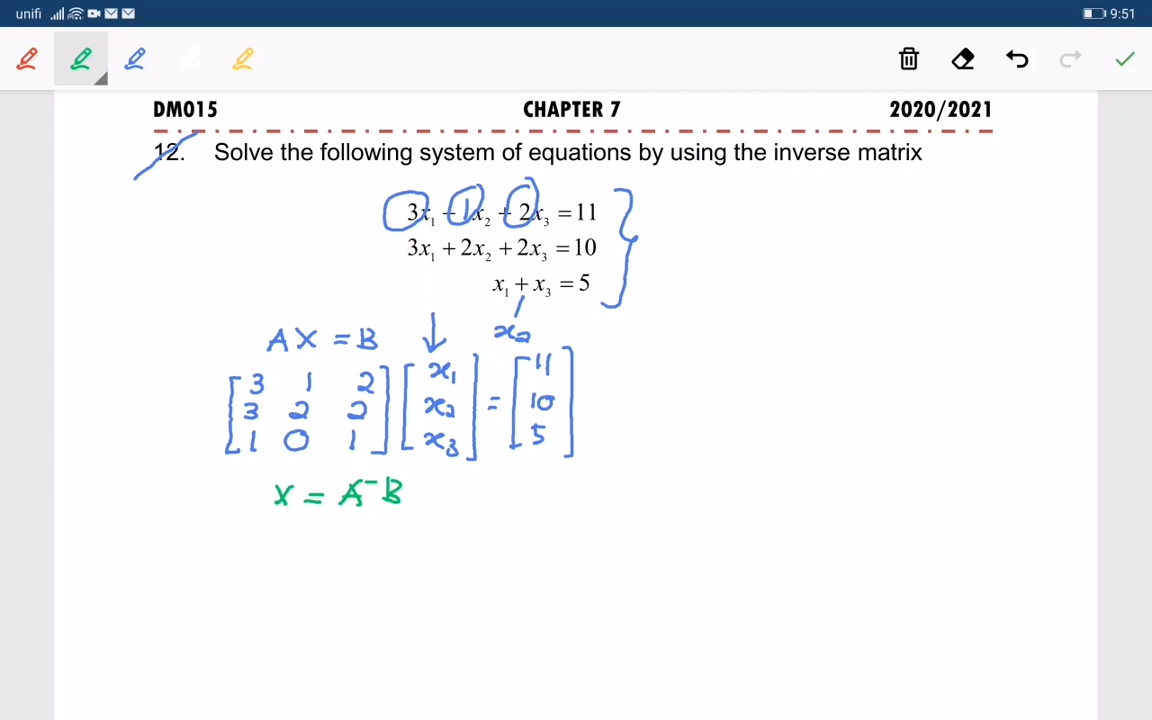 unifi 9:51
DM015 CHAPTER 7 2020/2021
12. Solve the following system of equations by using the inverse matrix
3x₁ + 1x₂ + 2x₃ = 11
3x₁ + 2x₂ + 2x₃ = 10
x₁ + x₃ = 5
x₂
AX = B
[3 1 2] [x₁] = [11]
[3 2 2] [x₂] = [10]
[1 0 1] [x₃] = [5]
X = A⁻B